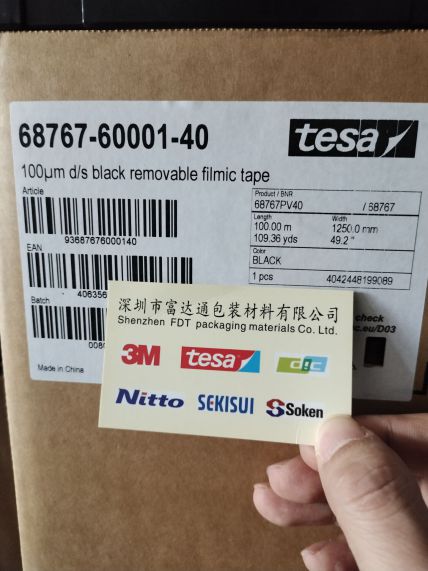 68767-60001-40
tesa
100µm d/s black removable filmic tape
Article
93687676000140
EAN
Batch
Made in China
Product / BNR
68767PV40 / 68767
Length Width
100.00 m 1250.0 mm
109.36 yds 49.2 "
Color
BLACK
1 pcs 4042448199089
check
c.eu/D03
深圳市富达通包装材料有限公司
Shenzhen FDT packaging materials Co. Ltd.
3M tesa d!c
Nitto SEKISUI Soken